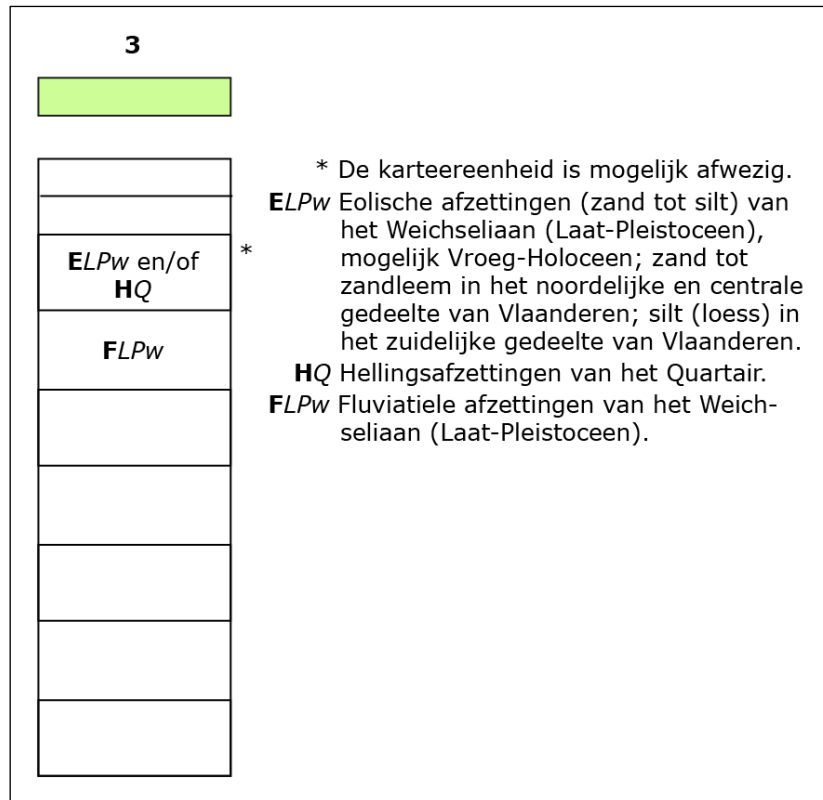 3
* De karteereenheid is mogelijk afwezig.
ELPw Eolische afzettingen (zand tot silt) van
het Weichseliaan (Laat-Pleistoceen),
mogelijk Vroeg-Holoceen; zand tot
zandleem in het noordelijke en centrale
gedeelte van Vlaanderen; silt (loess) in
het zuidelijke gedeelte van Vlaanderen.
HQ Hellingsafzettingen van het Quartair.
FLPw Fluviatiele afzettingen van het Weich-
seliaan (Laat-Pleistoceen).
ELPw en/of *
HQ
FLPw